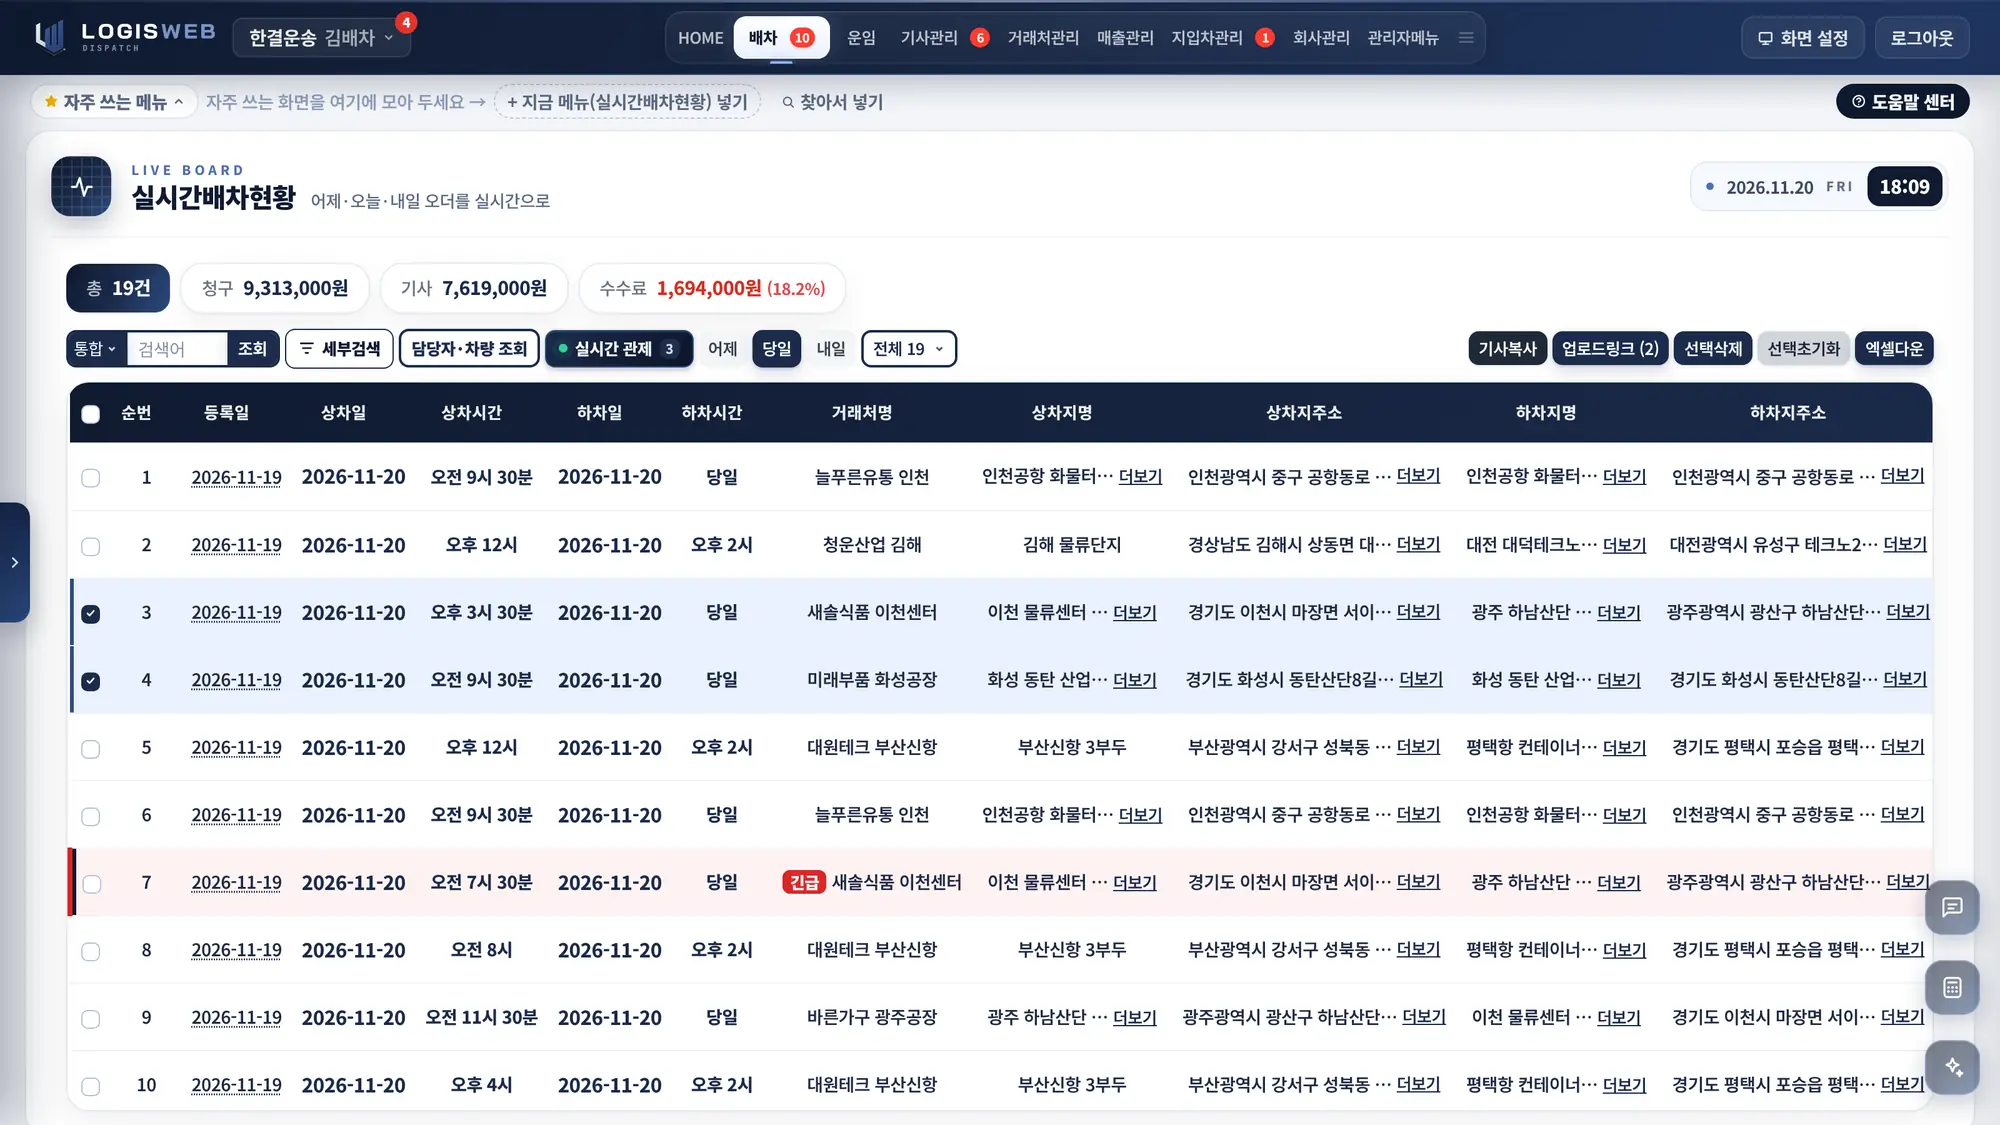 LOGISWEB
DISPATCH
한결운송 김배차
4
HOME
배차 10
운임
기사관리 6
거래처관리
매출관리
지입차관리 1
회사관리
관리자메뉴
화면 설정
로그아웃
자주 쓰는 메뉴
자주 쓰는 화면을 여기에 모아 두세요 →
+ 지금 메뉴(실시간배차현황) 넣기
찾아서 넣기
도움말 센터
LIVE BOARD
실시간배차현황 어제·오늘·내일 오더를 실시간으로
2026.11.20 FRI 18:09
총 19건
청구 9,313,000원
기사 7,619,000원
수수료 1,694,000원 (18.2%)
통합 검색어 조회
세부검색
담당자·차량 조회
실시간 관제 3
어제
당일
내일
전체 19
기사복사
업로드링크 (2)
선택삭제
선택초기화
엑셀다운
순번 등록일 상차일 상차시간 하차일 하차시간 거래처명 상차지명 상차지주소 하차지명 하차지주소
1 2026-11-19 2026-11-20 오전 9시 30분 2026-11-20 당일 늘푸른유통 인천 인천공항 화물터··· 더보기 인천광역시 중구 공항동로 ··· 더보기 인천공항 화물터··· 더보기 인천광역시 중구 공항동로 ··· 더보기
2 2026-11-19 2026-11-20 오후 12시 2026-11-20 오후 2시 청운산업 김해 김해 물류단지 경상남도 김해시 상동면 대··· 더보기 대전 대덕테크노··· 더보기 대전광역시 유성구 테크노2··· 더보기
3 2026-11-19 2026-11-20 오후 3시 30분 2026-11-20 당일 새솔식품 이천센터 이천 물류센터 ··· 더보기 경기도 이천시 마장면 서이··· 더보기 광주 하남산단 ··· 더보기 광주광역시 광산구 하남산단··· 더보기
4 2026-11-19 2026-11-20 오전 9시 30분 2026-11-20 당일 미래부품 화성공장 화성 동탄 산업··· 더보기 경기도 화성시 동탄산단8길··· 더보기 화성 동탄 산업··· 더보기 경기도 화성시 동탄산단8길··· 더보기
5 2026-11-19 2026-11-20 오후 12시 2026-11-20 오후 2시 대원테크 부산신항 부산신항 3부두 부산광역시 강서구 성북동 ··· 더보기 평택항 컨테이너··· 더보기 경기도 평택시 포승읍 평택··· 더보기
6 2026-11-19 2026-11-20 오전 9시 30분 2026-11-20 당일 늘푸른유통 인천 인천공항 화물터··· 더보기 인천광역시 중구 공항동로 ··· 더보기 인천공항 화물터··· 더보기 인천광역시 중구 공항동로 ··· 더보기
7 2026-11-19 2026-11-20 오전 7시 30분 2026-11-20 당일 긴급 새솔식품 이천센터 이천 물류센터 ··· 더보기 경기도 이천시 마장면 서이··· 더보기 광주 하남산단 ··· 더보기 광주광역시 광산구 하남산단··· 더보기
8 2026-11-19 2026-11-20 오전 8시 2026-11-20 오후 2시 대원테크 부산신항 부산신항 3부두 부산광역시 강서구 성북동 ··· 더보기 평택항 컨테이너··· 더보기 경기도 평택시 포승읍 평택··· 더보기
9 2026-11-19 2026-11-20 오전 11시 30분 2026-11-20 당일 바른가구 광주공장 광주 하남산단 ··· 더보기 광주광역시 광산구 하남산단··· 더보기 이천 물류센터 ··· 더보기 경기도 이천시 마장면 서이··· 더보기
10 2026-11-19 2026-11-20 오후 4시 2026-11-20 오후 2시 대원테크 부산신항 부산신항 3부두 부산광역시 강서구 성북동 ··· 더보기 평택항 컨테이너··· 더보기 경기도 평택시 포승읍 평택··· 더보기